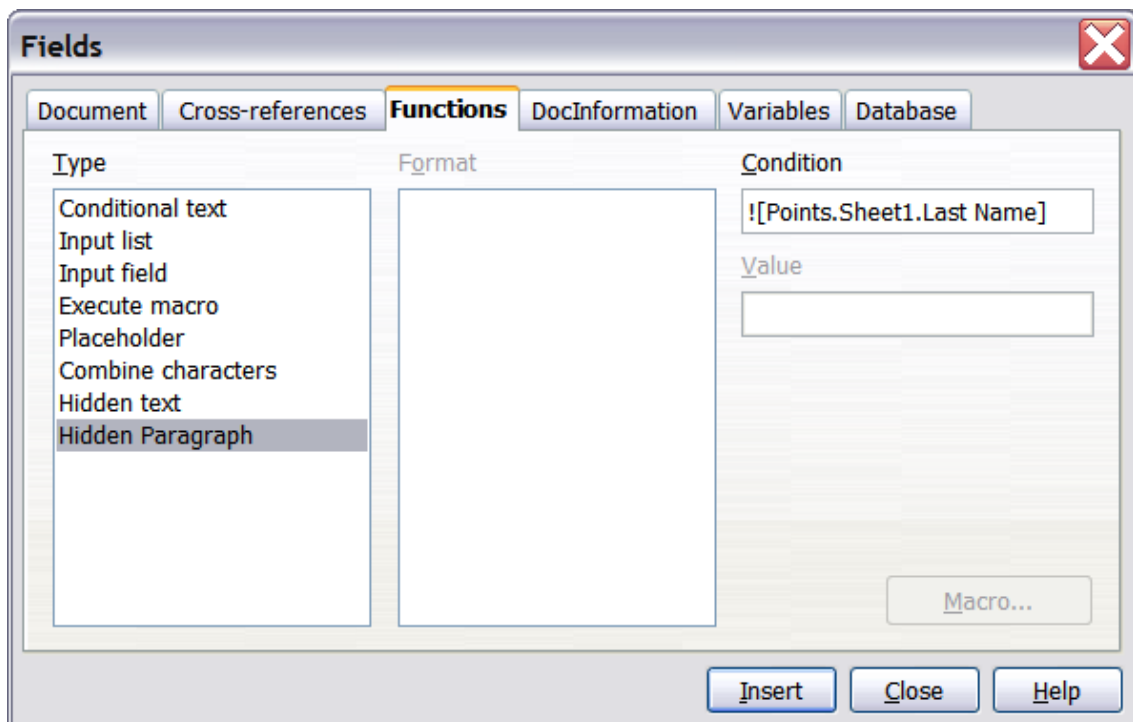 Fields
Document Cross-references Functions DocInformation Variables Database
Type Format Condition
Conditional text
Input list
Input field
Execute macro
Placeholder
Combine characters
Hidden text
Hidden Paragraph
![Points.Sheet1.Last Name]
Value
Macro...
Insert Close Help